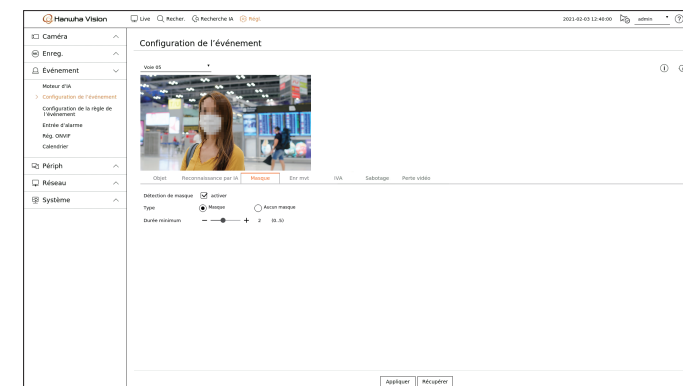 Hanwha Vision
Live Recher. Recherche IA Régl. 2021-02-03 12:40:00 admin
Caméra
Enreg.
Événement
Moteur d'IA
Configuration de l'événement
Configuration de la règle de
l'événement
Entrée d'alarme
Rég. ONVIF
Calendrier
Périph
Réseau
Système
Configuration de l'événement
Voie 05
Objet Reconnaissance par IA Masque Enr mvt IVA Sabotage Perte vidéo
Détection de masque activer
Type Masque Aucun masque
Durée minimum 2 (0..5)
Appliquer Récupérer